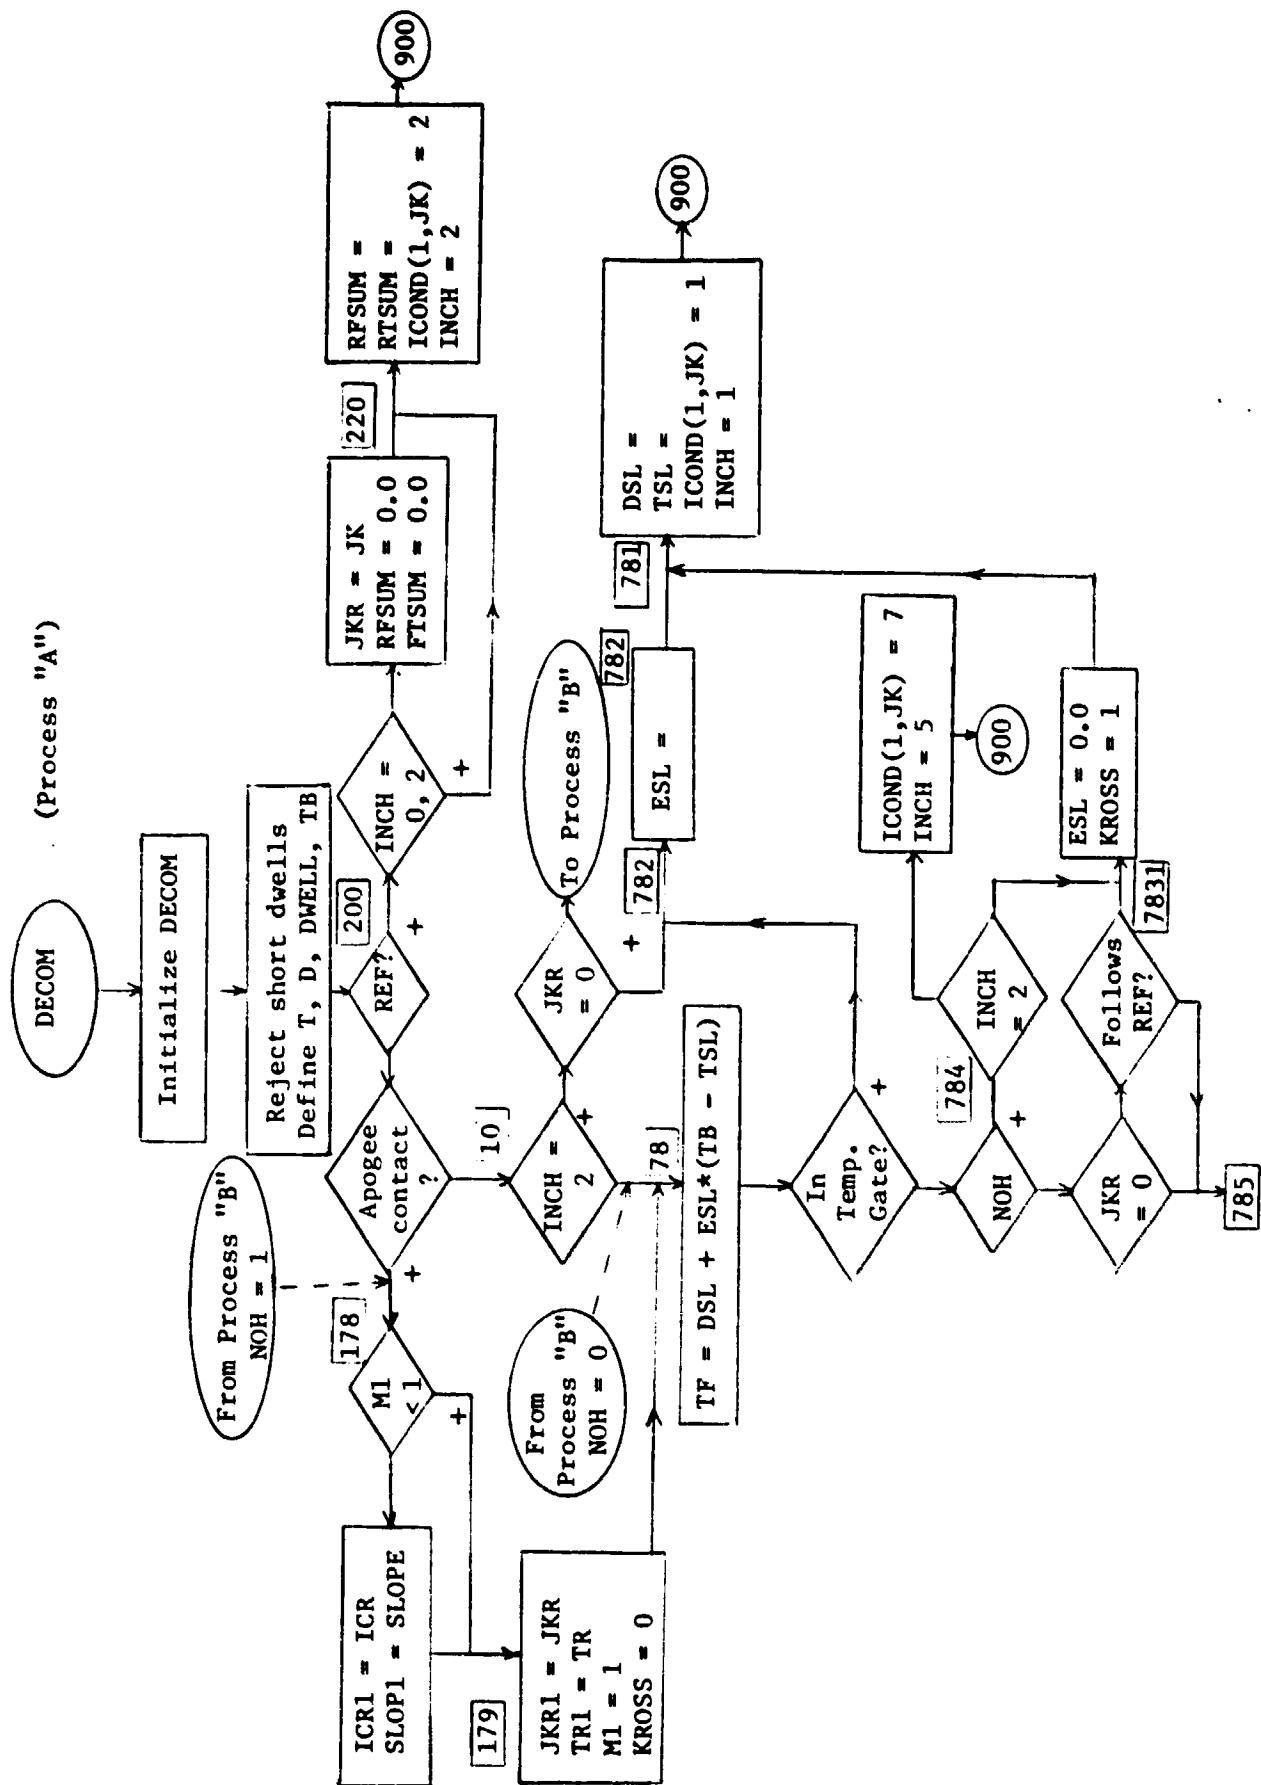 (Process "A")
DECOM
Initialize DECOM
Reject short dwells
Define T, D, DWELL, TB
REF?
+
200
INCH =
0, 2
+
JKR = JK
RFSUM = 0.0
FTSUM = 0.0
220
RFSUM =
RTSUM =
ICOND(1,JK) = 2
INCH = 2
900
Apogee
contact
?
+
From Process "B"
NOH = 1
178
M1
< 1
+
ICR1 = ICR
SLOP1 = SLOPE
179
JKR1 = JKR
TR1 = TR
M1 = 1
KROSS = 0
10
INCH =
2
+
JKR
= 0
+
To Process "B"
782
782
ESL =
781
DSL =
TSL =
ICOND(1,JK) = 1
INCH = 1
900
From
Process "B"
NOH = 0
78
TF = DSL + ESL*(TB - TSL)
In
Temp.
Gate?
+
NOH
+
784
INCH
= 2
ICOND(1,JK) = 7
INCH = 5
900
JKR
= 0
Follows
REF?
7831
ESL = 0.0
KROSS = 1
785